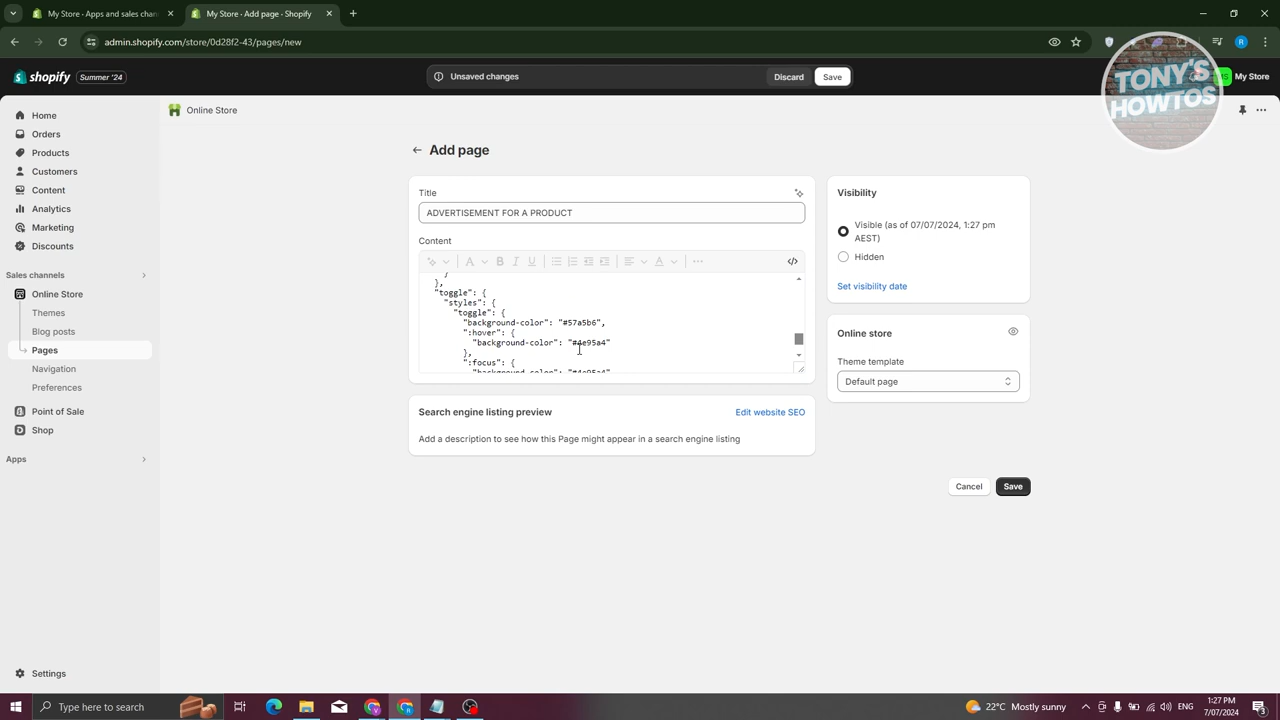 My Store · Apps and sales chan
My Store · Add page · Shopify
admin.shopify.com/store/0d28f2-43/pages/new
R
shopify
Summer '24
Unsaved changes
Discard
Save
My Store
TONY'S
HOWTOS
Home
Orders
Products
Customers
Content
Analytics
Marketing
Discounts
Sales channels
Online Store
Themes
Blog posts
Pages
Navigation
Preferences
Point of Sale
Shop
Apps
Settings
Online Store
Add page
Title
ADVERTISEMENT FOR A PRODUCT
Content
A
B
I
U
A
</>
}
},
"toggle": {
"styles": {
"toggle": {
"background-color": "#57a5b6",
":hover": {
"background-color": "#4e95a4"
},
":focus": {
"background-color": "#4e95a4"
Search engine listing preview
Edit website SEO
Add a description to see how this Page might appear in a search engine listing
Visibility
Visible (as of 07/07/2024, 1:27 pm
AEST)
Hidden
Set visibility date
Online store
Theme template
Default page
Cancel
Save
Type here to search
22°C Mostly sunny
1:27 PM
7/07/2024